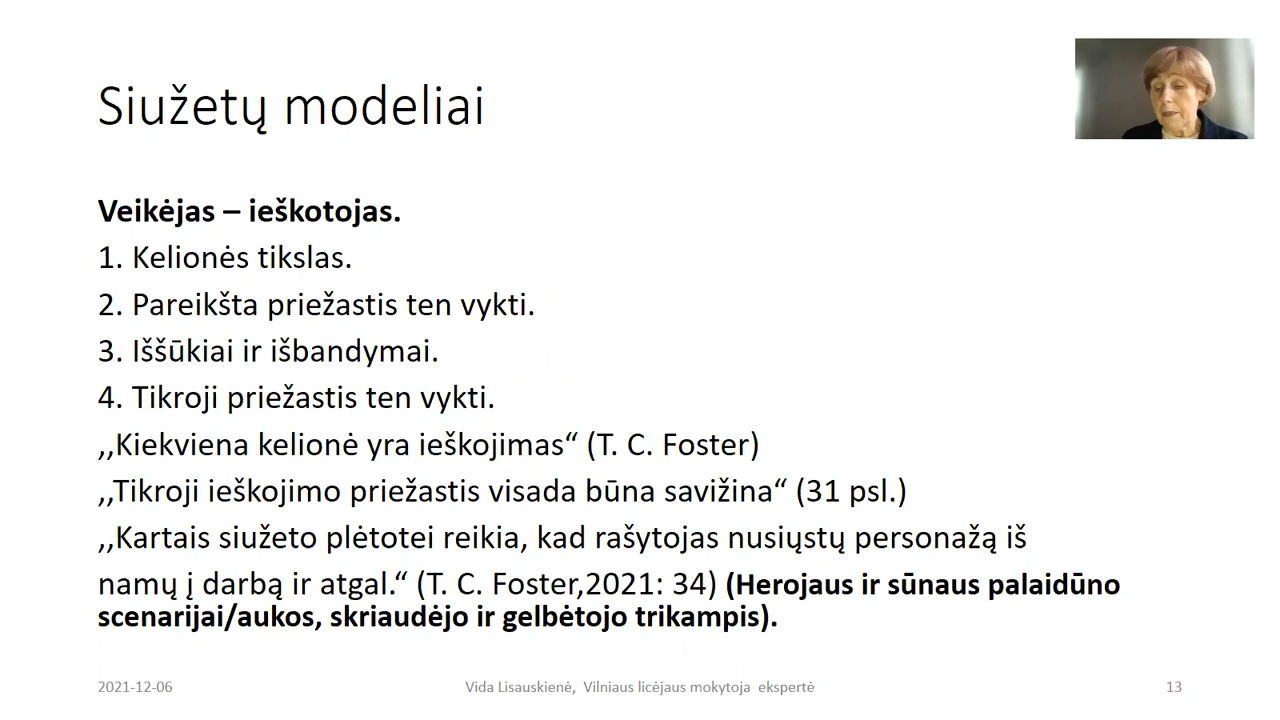 Siužetų modeliai
Veikėjas – ieškotojas.
1. Kelionės tikslas.
2. Pareikšta priežastis ten vykti.
3. Iššūkiai ir išbandymai.
4. Tikroji priežastis ten vykti.
,,Kiekviena kelionė yra ieškojimas“ (T. C. Foster)
,,Tikroji ieškojimo priežastis visada būna savižina“ (31 psl.)
,,Kartais siužeto plėtotei reikia, kad rašytojas nusiųstų personažą iš
namų į darbą ir atgal.“ (T. C. Foster,2021: 34) (Herojaus ir sūnaus palaidūno
scenarijai/aukos, skriaudėjo ir gelbėtojo trikampis).
2021-12-06
Vida Lisauskienė, Vilniaus licėjaus mokytoja ekspertė
13